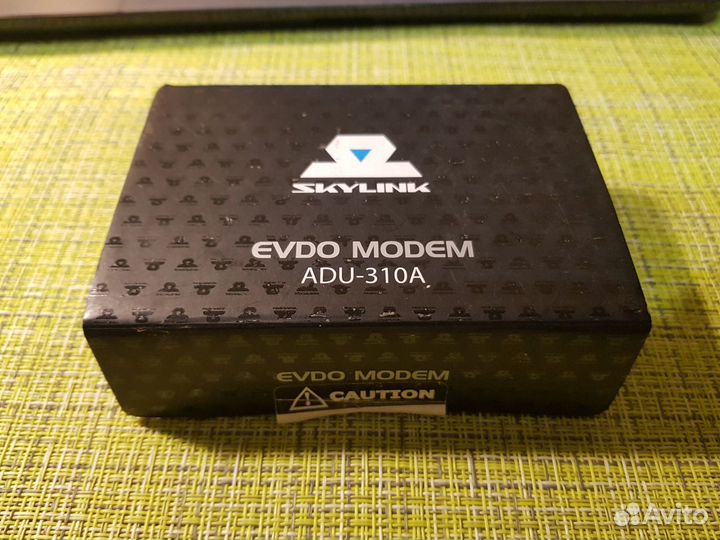 SKYLINK
EVDO MODEM
ADU-310A
EVDO MODEM
CAUTION
Avito